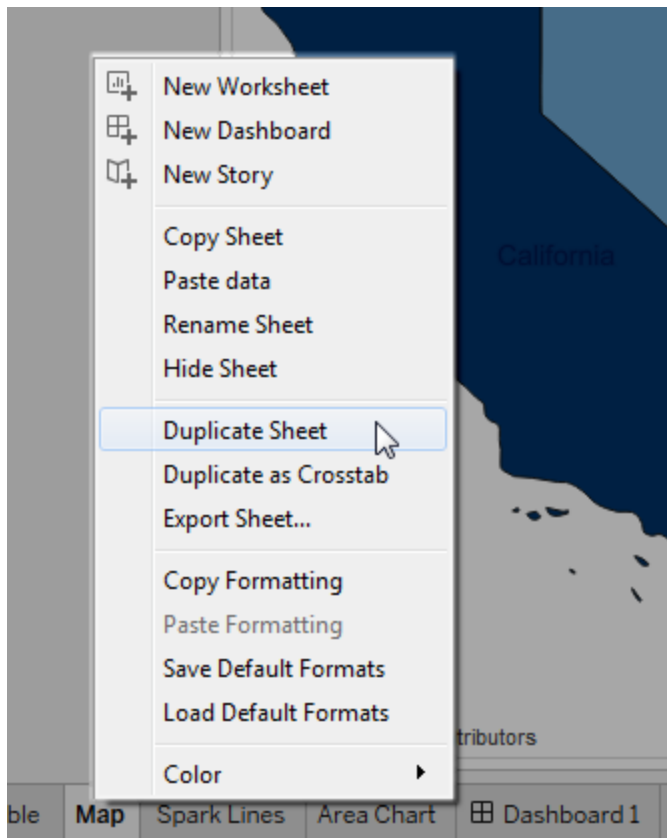 New Worksheet
New Dashboard
New Story
Copy Sheet
Paste data
Rename Sheet
Hide Sheet
Duplicate Sheet
Duplicate as Crosstab
Export Sheet...
Copy Formatting
Paste Formatting
Save Default Formats
Load Default Formats
Color
California
tributors
ble Map Spark Lines Area Chart Dashboard 1